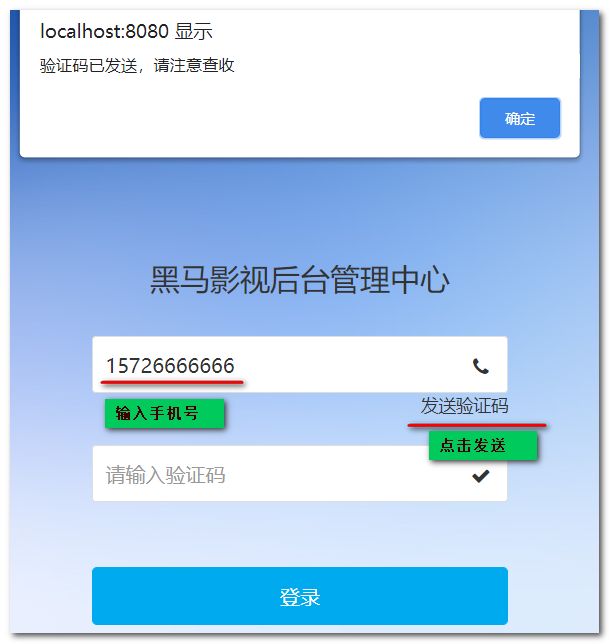 localhost:8080 显示
验证码已发送，请注意查收
确定
黑马影视后台管理中心
15726666666
输入手机号
发送验证码
点击发送
请输入验证码
登录